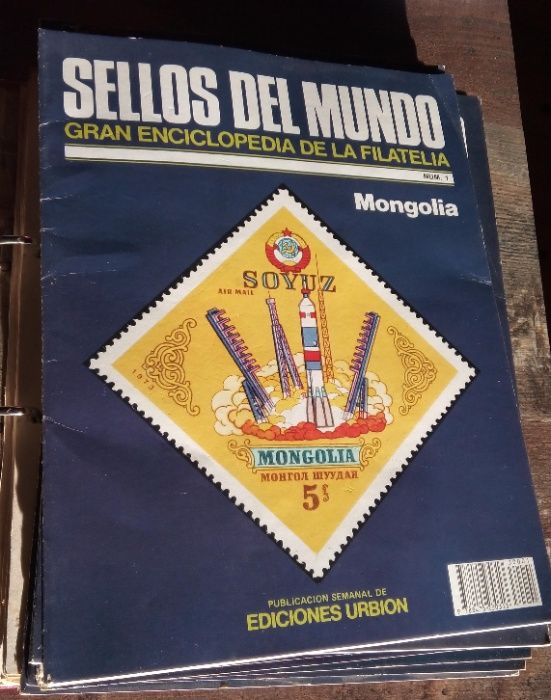 SELLOS DEL MUNDO
GRAN ENCICLOPEDIA DE LA FILATELIA
NUM. 1
Mongolia
SOYUZ
AIR MAIL
1973
MONGOLIA
МОНГОЛ ШУУДАН
5₮
PUBLICACION SEMANAL DE
EDICIONES URBION